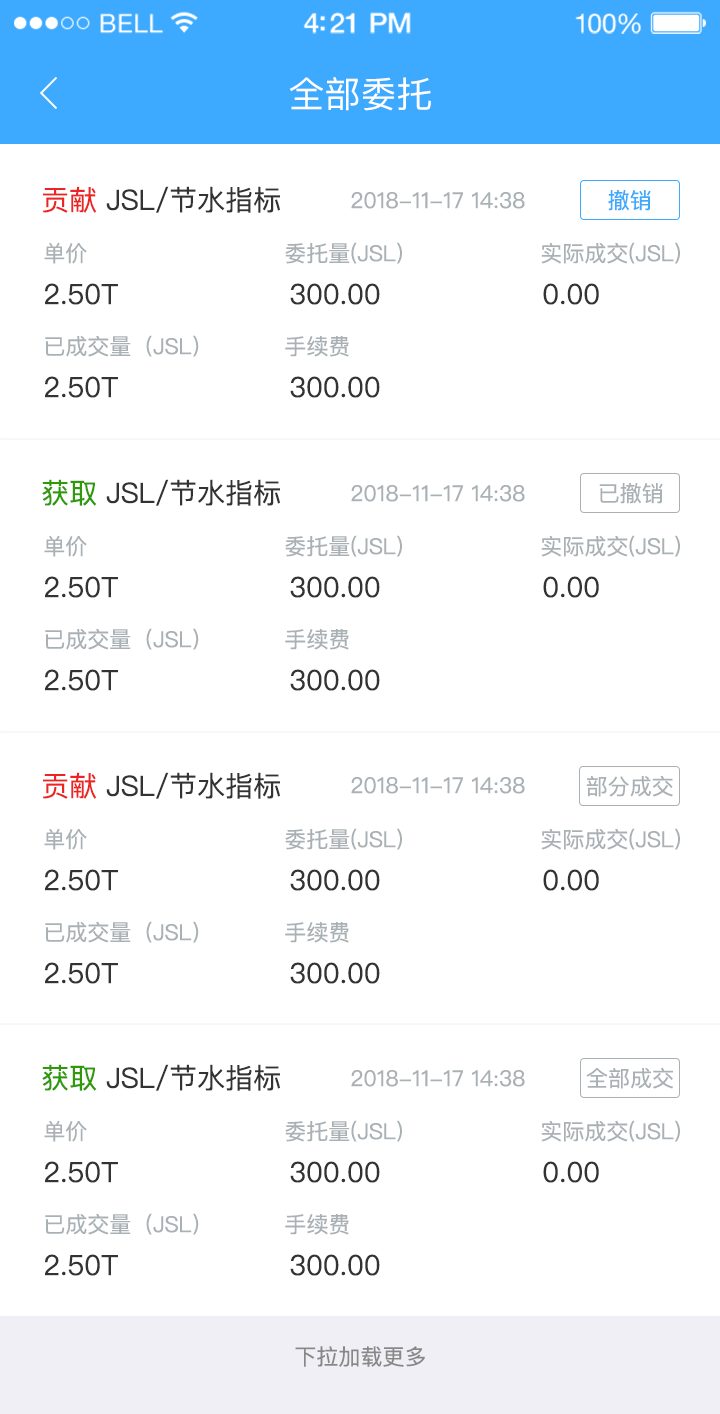 BELL 4:21 PM 100%
全部委托
贡献 JSL/节水指标 2018-11-17 14:38 撤销
单价 委托量(JSL) 实际成交(JSL)
2.50T 300.00 0.00
已成交量（JSL） 手续费
2.50T 300.00
获取 JSL/节水指标 2018-11-17 14:38 已撤销
单价 委托量(JSL) 实际成交(JSL)
2.50T 300.00 0.00
已成交量（JSL） 手续费
2.50T 300.00
贡献 JSL/节水指标 2018-11-17 14:38 部分成交
单价 委托量(JSL) 实际成交(JSL)
2.50T 300.00 0.00
已成交量（JSL） 手续费
2.50T 300.00
获取 JSL/节水指标 2018-11-17 14:38 全部成交
单价 委托量(JSL) 实际成交(JSL)
2.50T 300.00 0.00
已成交量（JSL） 手续费
2.50T 300.00
下拉加载更多